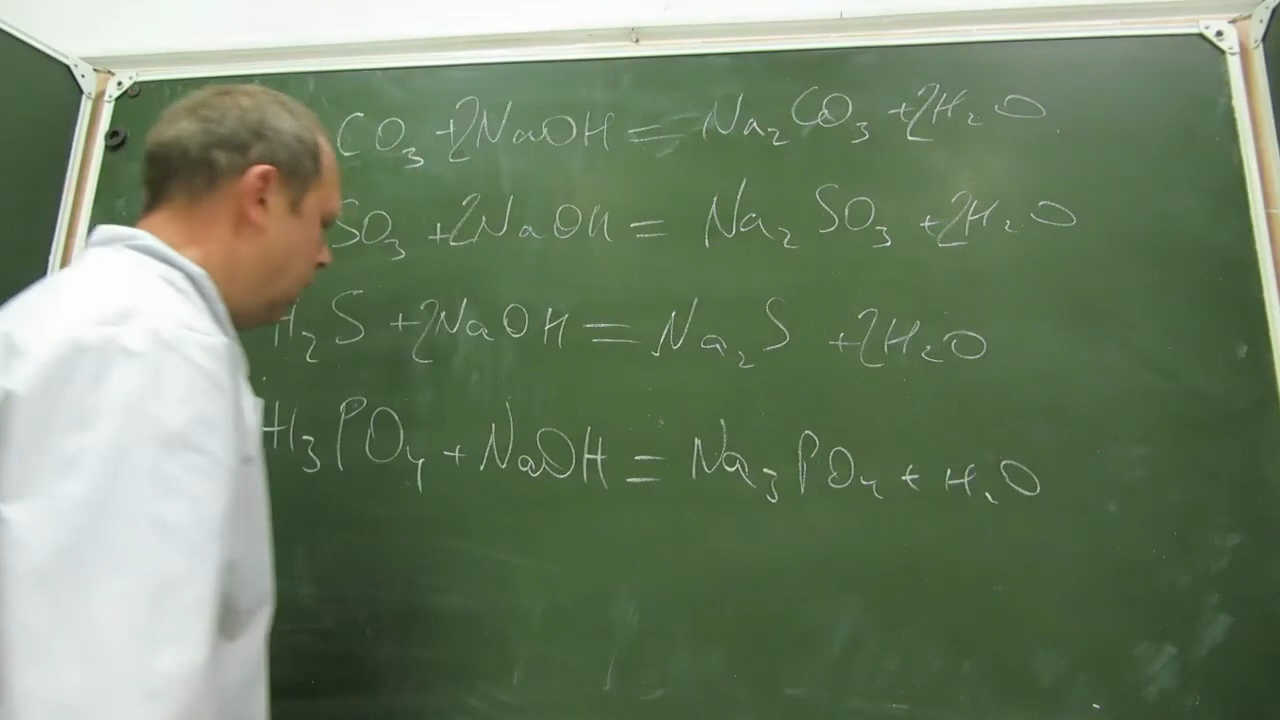 CO₃ + 2NaOH = Na₂CO₃ + 2H₂O
SO₃ + 2NaOH = Na₂SO₃ + 2H₂O
H₂S + 2NaOH = Na₂S + 2H₂O
H₃PO₄ + NaOH = Na₃PO₄ + H₂O